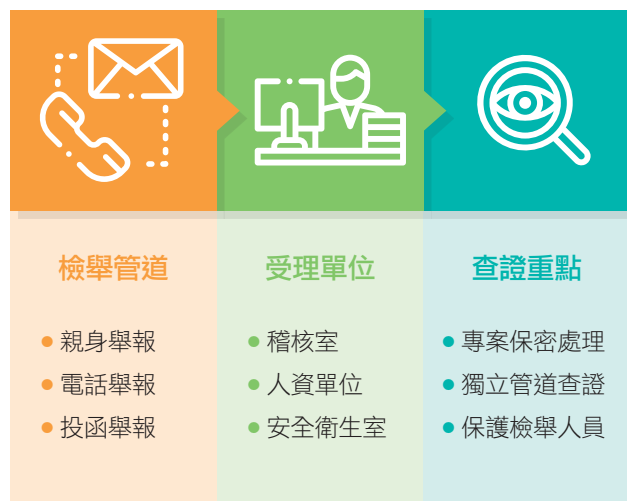 檢舉管道
親身舉報
電話舉報
投函舉報
受理單位
稽核室
人資單位
安全衛生室
查證重點
專案保密處理
獨立管道查證
保護檢舉人員